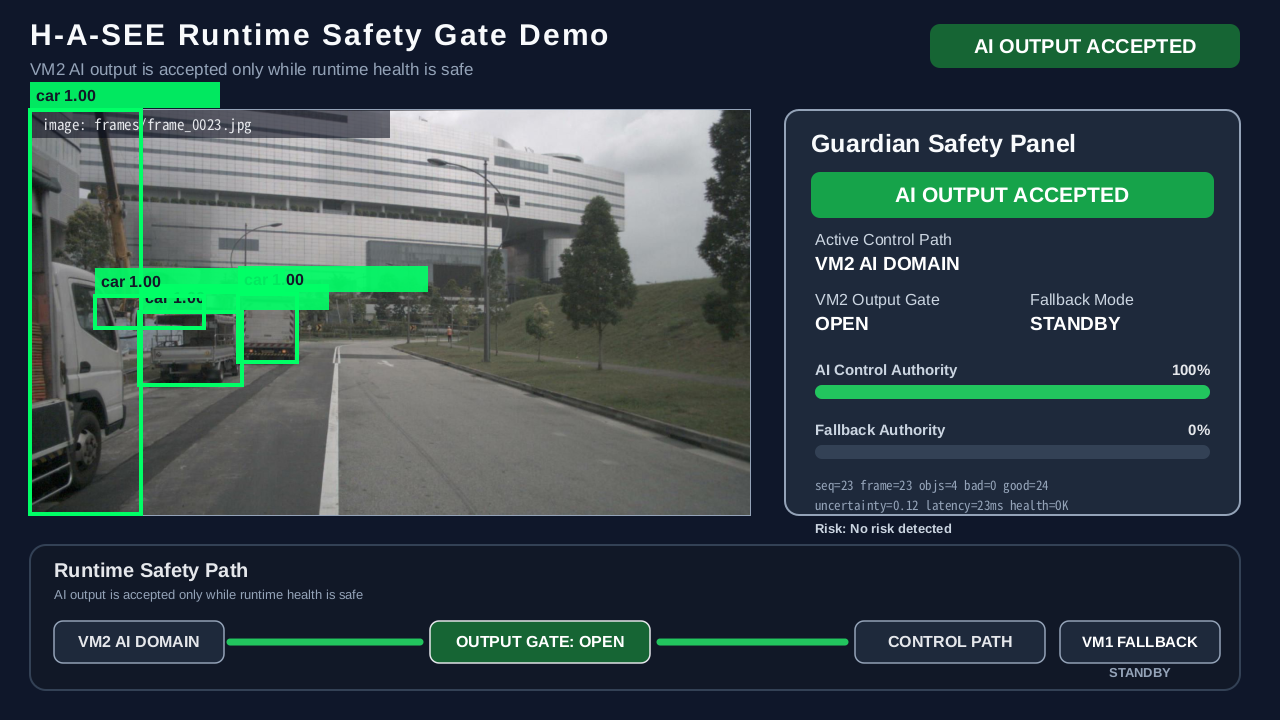 H-A-SEE Runtime Safety Gate Demo
VM2 AI output is accepted only while runtime health is safe
AI OUTPUT ACCEPTED
car 1.00
image: frames/frame_0023.jpg
car 1.00
car 1.00
car 1.00
Guardian Safety Panel
AI OUTPUT ACCEPTED
Active Control Path
VM2 AI DOMAIN
VM2 Output Gate
OPEN
Fallback Mode
STANDBY
AI Control Authority 100%
Fallback Authority 0%
seq=23 frame=23 objs=4 bad=0 good=24
uncertainty=0.12 latency=23ms health=OK
Risk: No risk detected
Runtime Safety Path
AI output is accepted only while runtime health is safe
VM2 AI DOMAIN
OUTPUT GATE: OPEN
CONTROL PATH
VM1 FALLBACK
STANDBY